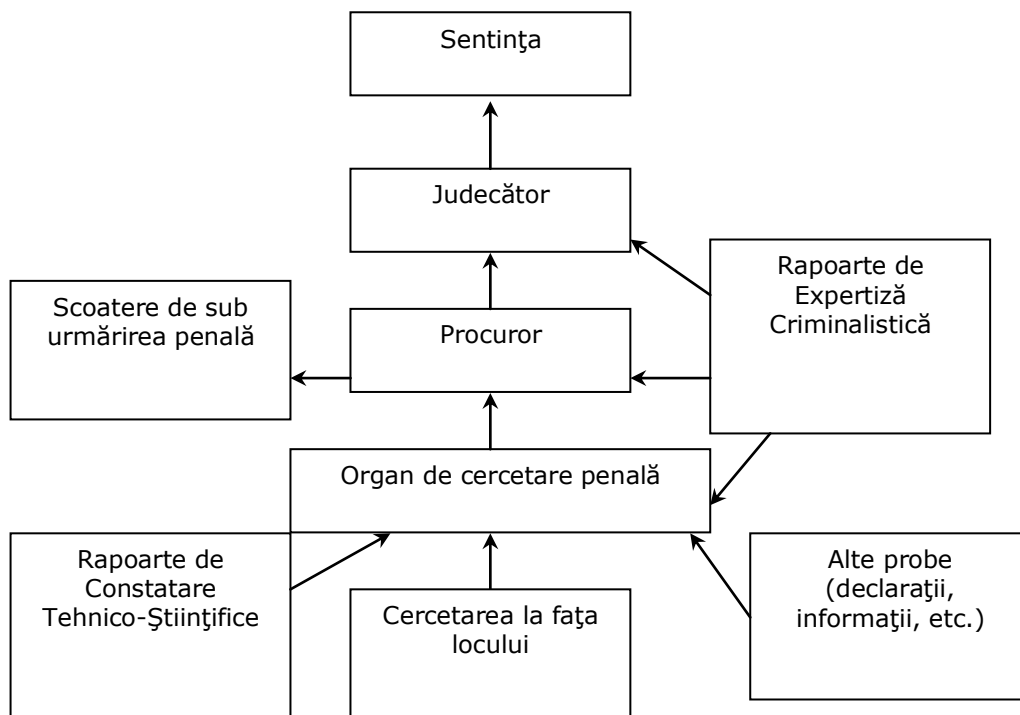 Sentinţa
Judecător
Rapoarte de
Expertiză
Criminalistică
Scoatere de sub
urmărirea penală
Procuror
Organ de cercetare penală
Rapoarte de
Constatare
Tehnico-Ştiinţifice
Cercetarea la faţa
locului
Alte probe
(declaraţii,
informaţii, etc.)